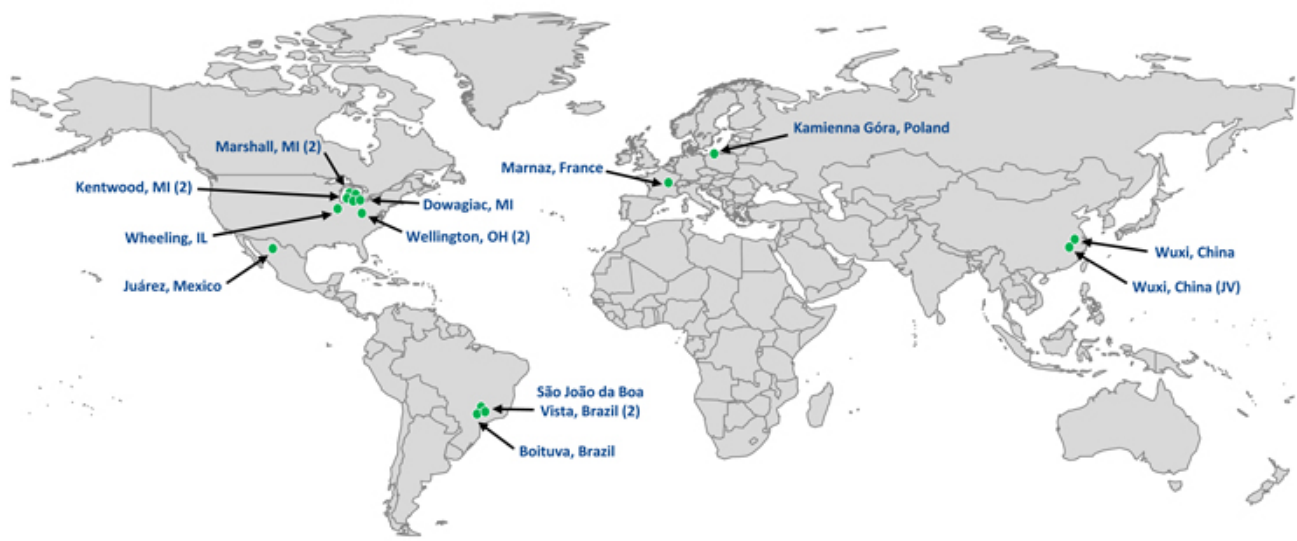 Kamienna Góra, Poland
Marshall, MI (2)
Marnaz, France
Kentwood, MI (2)
Dowagiac, MI
Wheeling, IL
Wellington, OH (2)
Wuxi, China
Juárez, Mexico
Wuxi, China (JV)
São João da Boa
Vista, Brazil (2)
Boituva, Brazil